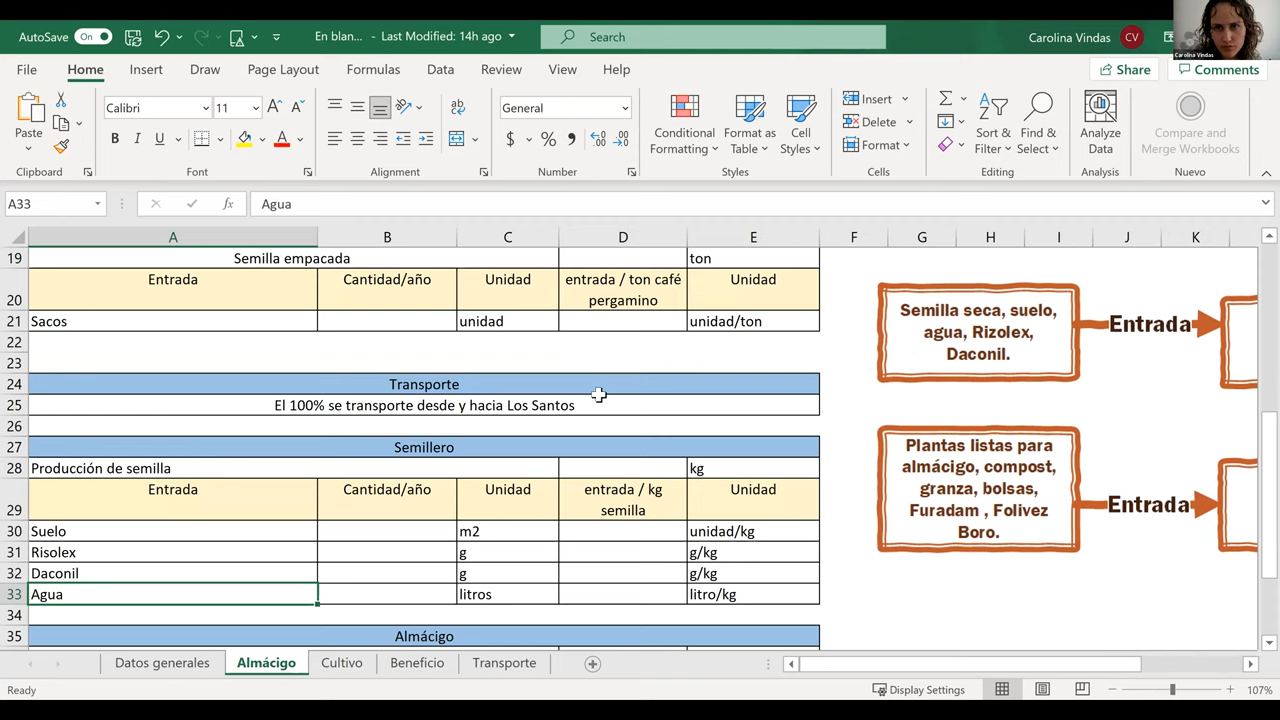 AutoSave On En blan... - Last Modified: 14h ago Search Carolina Vindas CV
Carolina Vindas
File Home Insert Draw Page Layout Formulas Data Review View Help Share Comments
Paste Calibri 11 General Conditional Formatting Format as Table Cell Styles Insert Delete Format Sort & Filter Find & Select Analyze Data Compare and Merge Workbooks
Clipboard Font Alignment Number Styles Cells Editing Analysis Nuevo
A33 fx Agua
A B C D E F G H I J K
19 Semilla empacada ton
20 Entrada Cantidad/año Unidad entrada / ton café pergamino Unidad
21 Sacos unidad unidad/ton
22
23
24 Transporte
25 El 100% se transporte desde y hacia Los Santos
26
27 Semillero
28 Producción de semilla kg
29 Entrada Cantidad/año Unidad entrada / kg semilla Unidad
30 Suelo m2 unidad/kg
31 Risolex g g/kg
32 Daconil g g/kg
33 Agua litros litro/kg
34
35 Almácigo
Semilla seca, suelo,
agua, Rizolex,
Daconil.
Entrada
Plantas listas para
almácigo, compost,
granza, bolsas,
Furadam , Folivez
Boro.
Entrada
Datos generales Almácigo Cultivo Beneficio Transporte
Ready Display Settings 107%